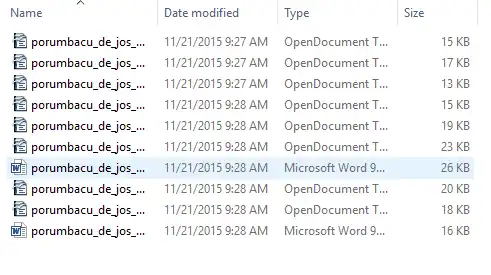 Name Date modified Type Size
porumbacu_de_jos_... 11/21/2015 9:27 AM OpenDocument T... 15 KB
porumbacu_de_jos_... 11/21/2015 9:27 AM OpenDocument T... 17 KB
porumbacu_de_jos_... 11/21/2015 9:27 AM OpenDocument T... 13 KB
porumbacu_de_jos_... 11/21/2015 9:28 AM OpenDocument T... 15 KB
porumbacu_de_jos_... 11/21/2015 9:28 AM OpenDocument T... 19 KB
porumbacu_de_jos_... 11/21/2015 9:28 AM OpenDocument T... 23 KB
porumbacu_de_jos_... 11/21/2015 9:28 AM Microsoft Word 9... 26 KB
porumbacu_de_jos_... 11/21/2015 9:28 AM OpenDocument T... 20 KB
porumbacu_de_jos_... 11/21/2015 9:28 AM OpenDocument T... 18 KB
porumbacu_de_jos_... 11/21/2015 9:28 AM Microsoft Word 9... 16 KB